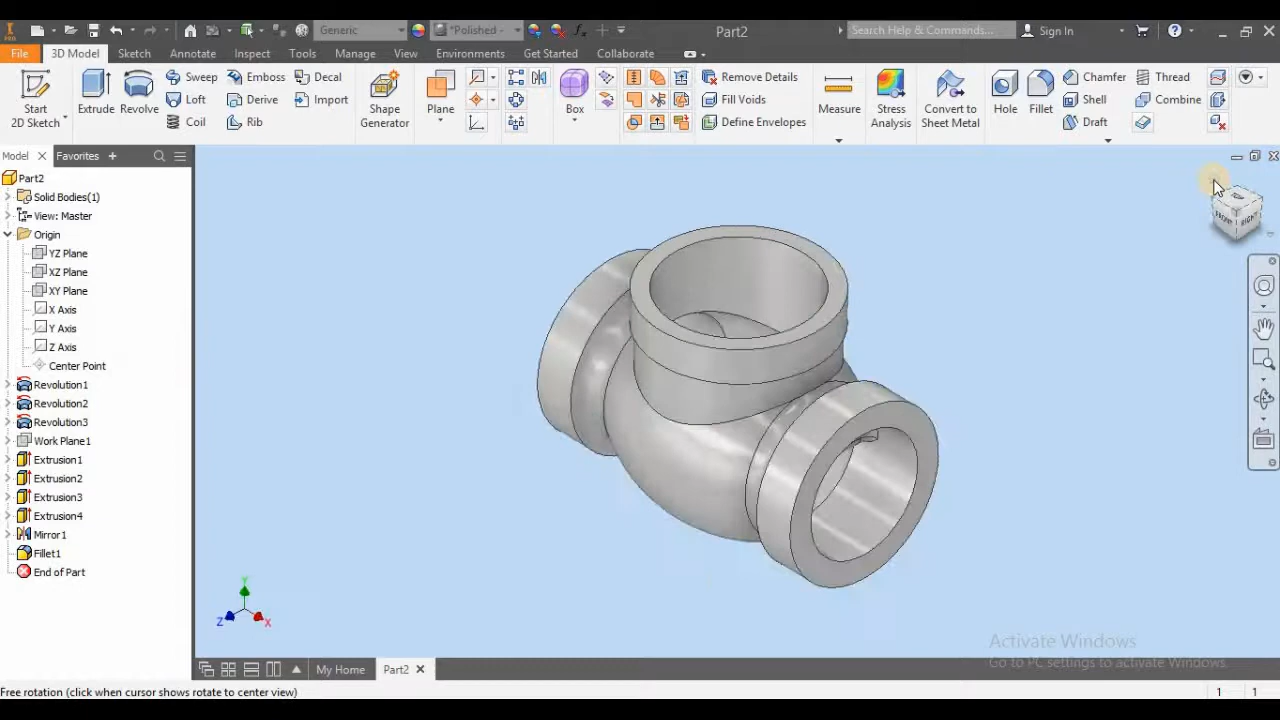 Generic
*Polished -
Part2
Search Help & Commands...
Sign In
File
3D Model
Sketch
Annotate
Inspect
Tools
Manage
View
Environments
Get Started
Collaborate
Start
2D Sketch
Extrude
Revolve
Sweep
Loft
Coil
Emboss
Derive
Rib
Decal
Import
Shape
Generator
Plane
Box
Remove Details
Fill Voids
Define Envelopes
Measure
Stress
Analysis
Convert to
Sheet Metal
Hole
Fillet
Chamfer
Shell
Draft
Thread
Combine
Model
Favorites +
Part2
Solid Bodies(1)
View: Master
Origin
YZ Plane
XZ Plane
XY Plane
X Axis
Y Axis
Z Axis
Center Point
Revolution1
Revolution2
Revolution3
Work Plane1
Extrusion1
Extrusion2
Extrusion3
Extrusion4
Mirror1
Fillet1
End of Part
FRONT
RIGHT
Y
Z
X
Activate Windows
Go to PC settings to activate Windows.
My Home
Part2
Free rotation (click when cursor shows rotate to center view)
1
1